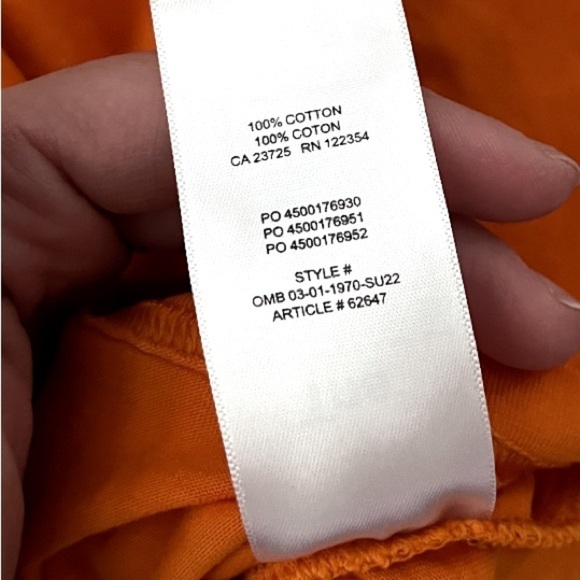 100% COTTON
100% COTON
CA 23725 RN 122354
PO 4500176930
PO 4500176951
PO 4500176952
STYLE #
OMB 03-01-1970-SU22
ARTICLE # 62647